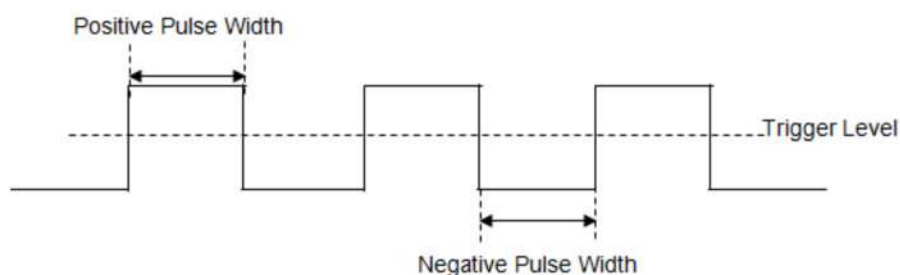 Positive Pulse Width
Trigger Level
Negative Pulse Width